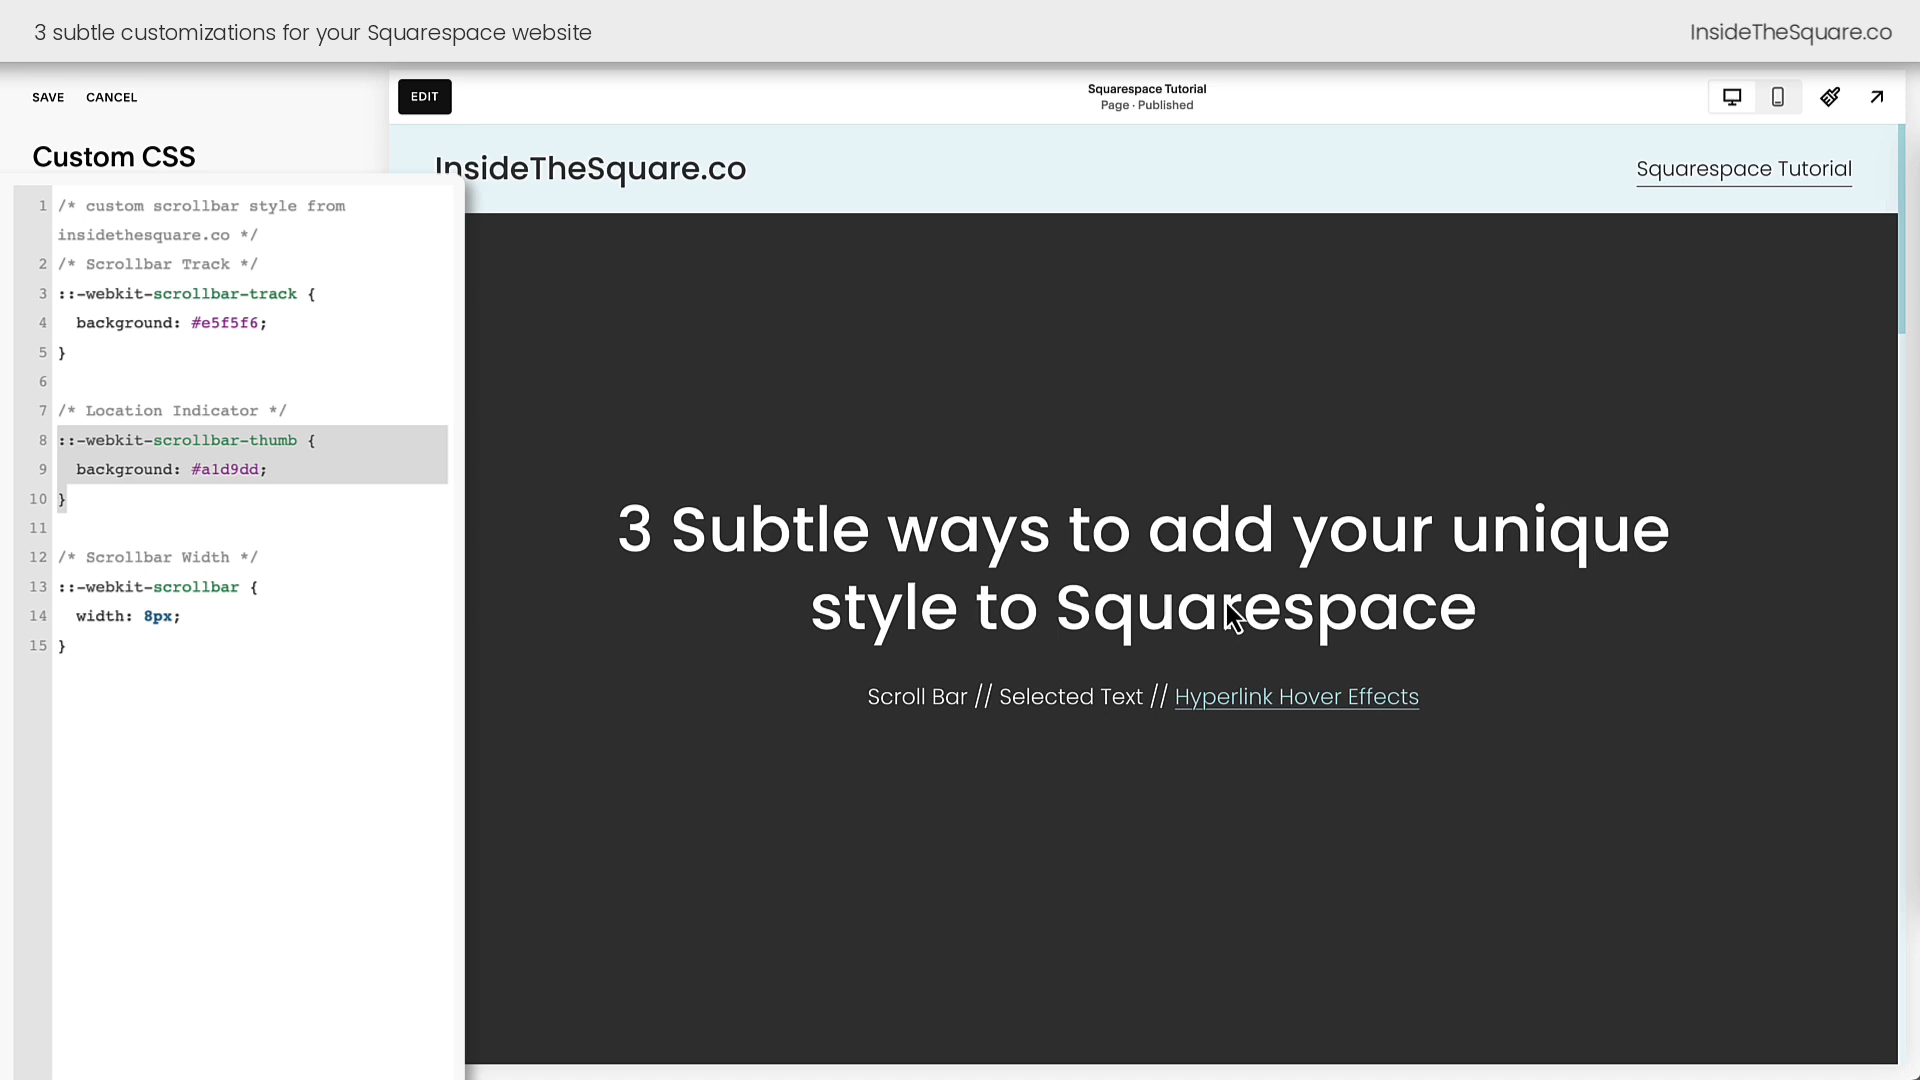 3 subtle customizations for your Squarespace website
InsideTheSquare.co
SAVE CANCEL
EDIT
Squarespace Tutorial
Page · Published
Custom CSS
InsideTheSquare.co
Squarespace Tutorial
1 /* custom scrollbar style from
insidethesquare.co */
2 /* Scrollbar Track */
3 ::-webkit-scrollbar-track {
4 background: #e5f5f6;
5 }
6
7 /* Location Indicator */
8 ::-webkit-scrollbar-thumb {
9 background: #a1d9dd;
10 }
11
12 /* Scrollbar Width */
13 ::-webkit-scrollbar {
14 width: 8px;
15 }
3 Subtle ways to add your unique
style to Squarespace
Scroll Bar // Selected Text // Hyperlink Hover Effects